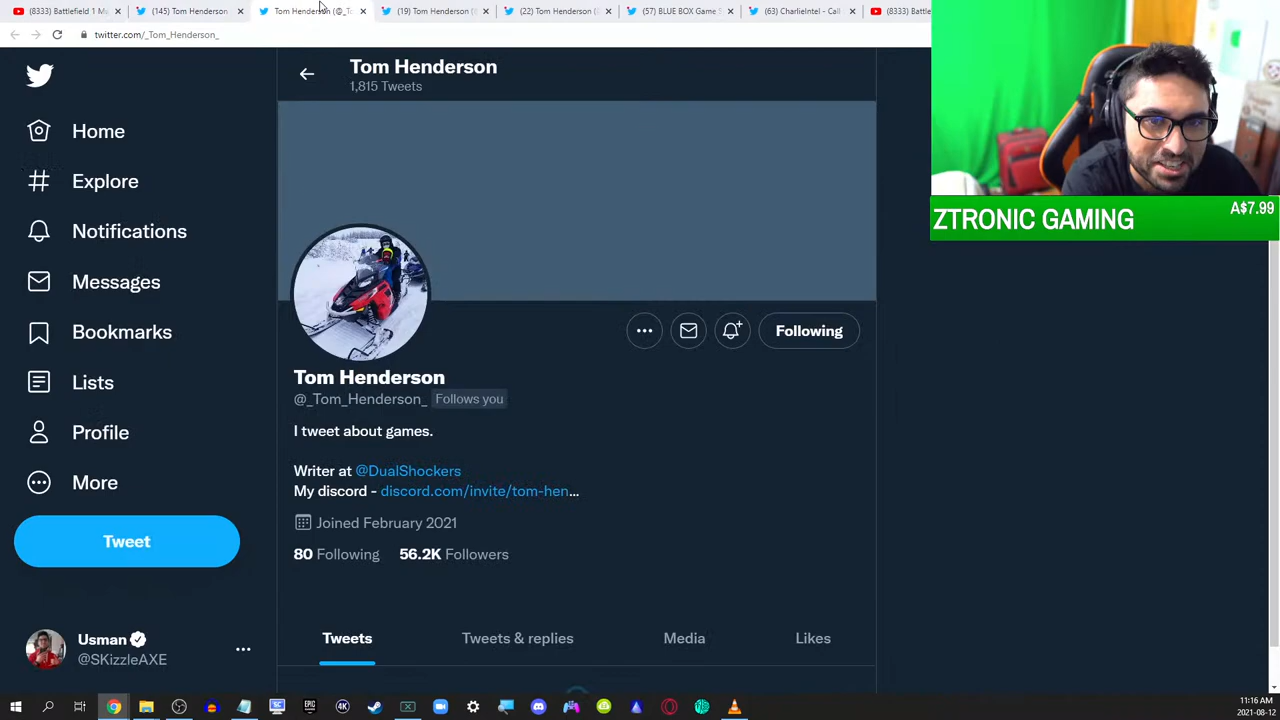 (8333) Battlefield 1 M
(145) Tom Henderson
Tom Henderson (@_T
(19) Tom Henderson (
(22) Tom Henderson (
(57) BLUE BOX Game S
(63) CharlieIntel - Call
(8333) Battl
twitter.com/_Tom_Henderson_
Tom Henderson
1,815 Tweets
Home
Explore
Notifications
Messages
Bookmarks
Lists
Profile
More
Tweet
Usman
@SKizzleAXE
Following
Tom Henderson
@_Tom_Henderson_ Follows you
I tweet about games.
Writer at @DualShockers
My discord - discord.com/invite/tom-hen...
Joined February 2021
80 Following 56.2K Followers
Tweets Tweets & replies Media Likes
ZTRONIC GAMING A$7.99
11:16 AM
2021-08-12